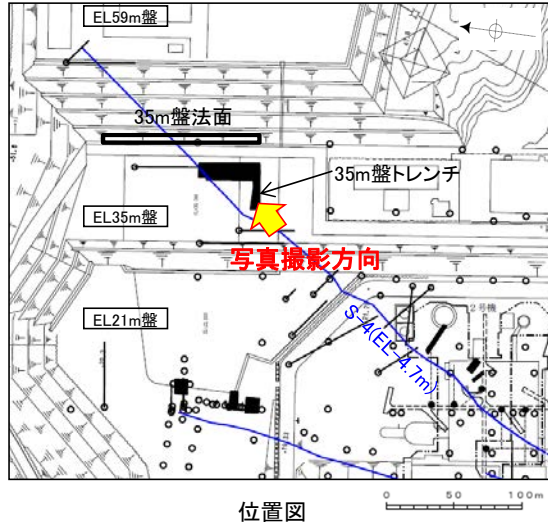 EL59m盤
35m盤法面
35m盤トレンチ
EL35m盤
写真撮影方向
EL21m盤
S-4(EL-4.7m)
2号機
位置図
0 50 100m